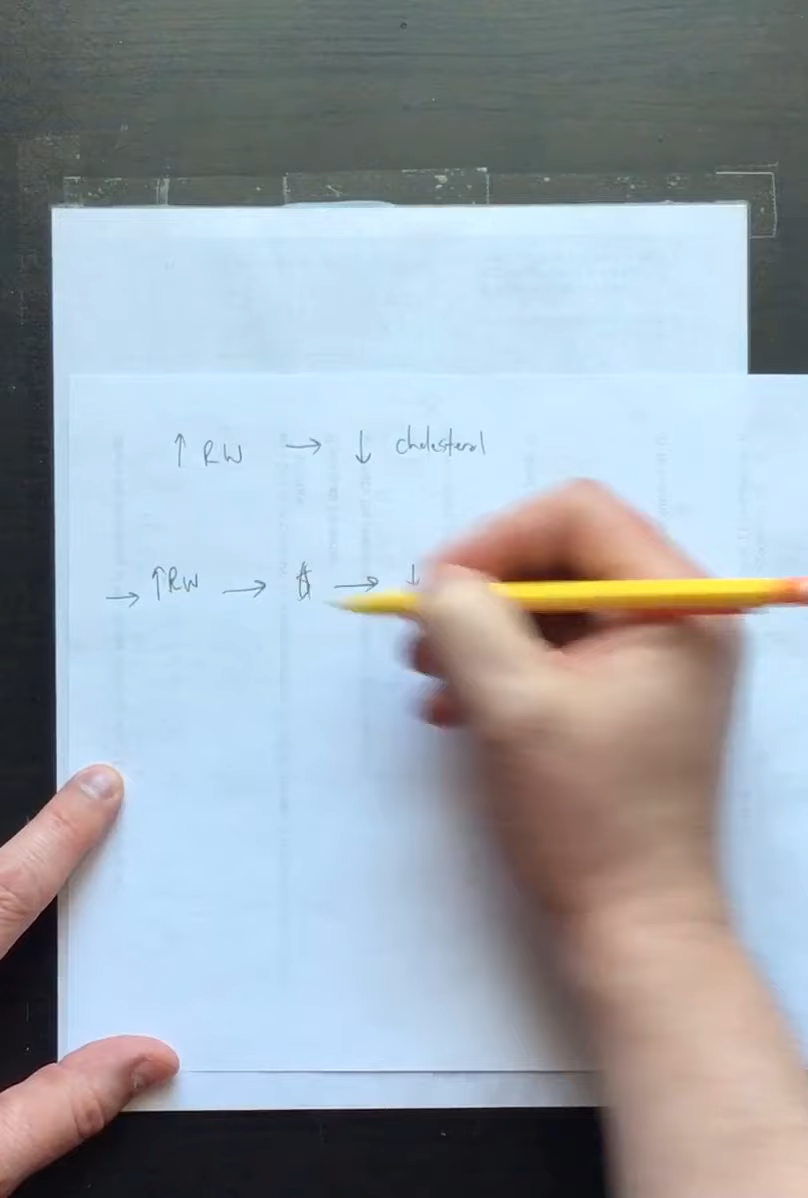 ↑ RW → ↓ cholesterol
→ ↑RW → → ↓